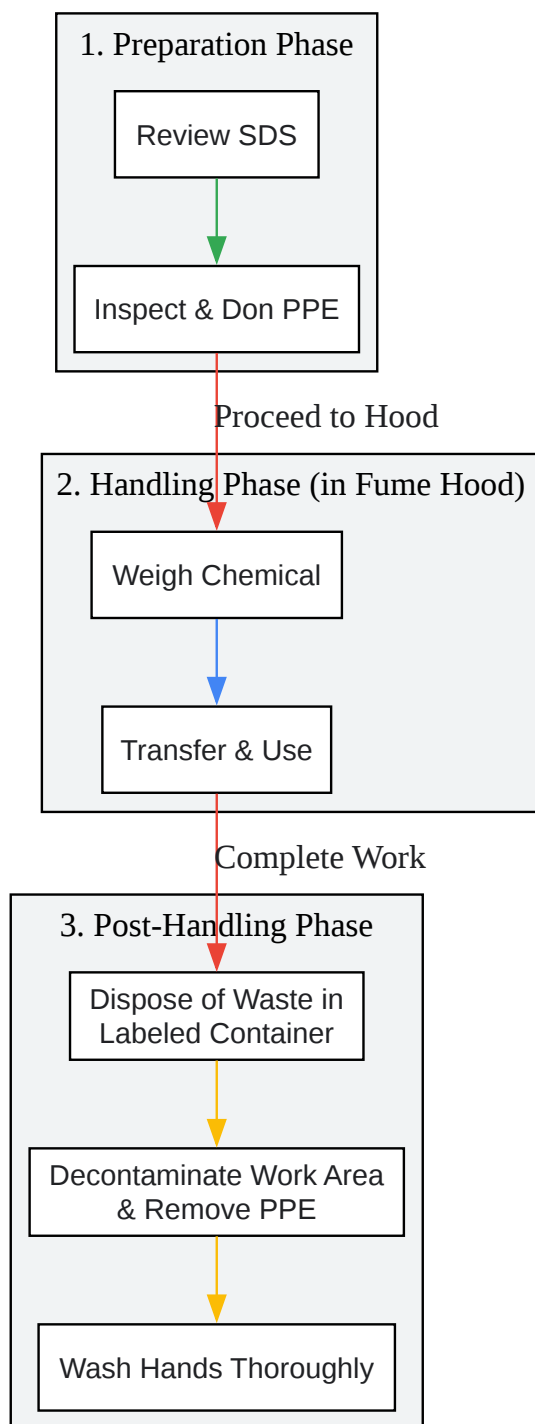 1. Preparation Phase
Review SDS
Inspect & Don PPE
Proceed to Hood
2. Handling Phase (in Fume Hood)
Weigh Chemical
Transfer & Use
Complete Work
3. Post-Handling Phase
Dispose of Waste in
Labeled Container
Decontaminate Work Area
& Remove PPE
Wash Hands Thoroughly